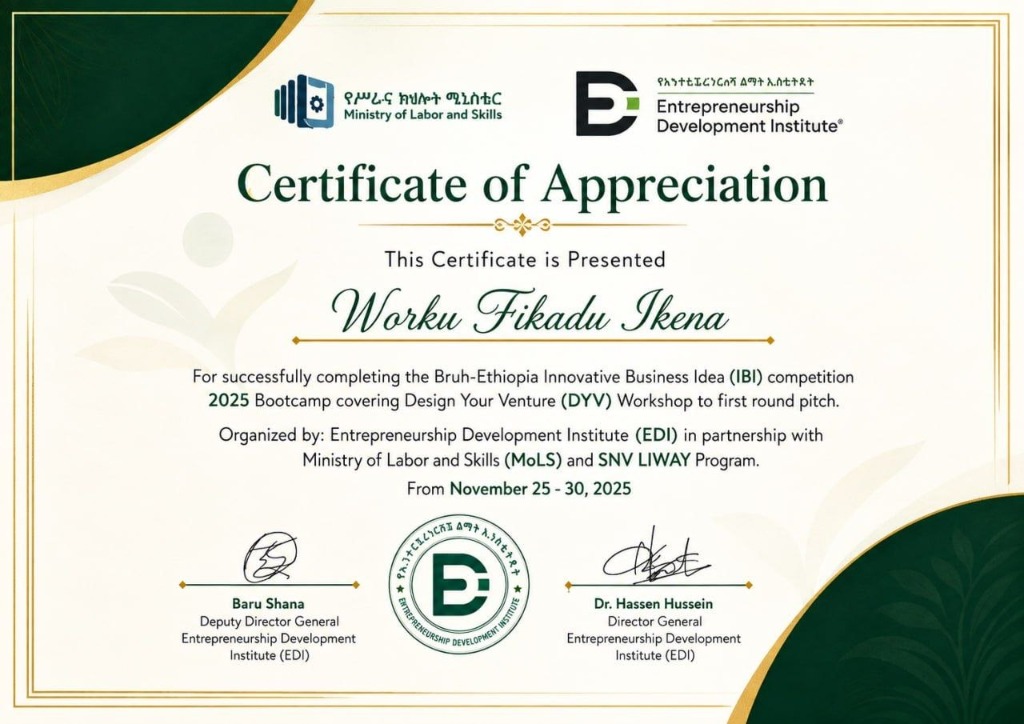 የሥራና ክህሎት ሚኒስቴር
Ministry of Labor and Skills
ልማት
Entrepreneurship
Development Institute®
Certificate of Appreciation
This Certificate is Presented
Worku Fikadu Ikena
For successfully completing the Bruh-Ethiopia Innovative Business Idea (IBI) competition
2025 Bootcamp covering Design Your Venture (DYV) Workshop to first round pitch.
Organized by: Entrepreneurship Development Institute (EDI) in partnership with
Ministry of Labor and Skills (MoLS) and SNV LIWAY Program.
From November 25 - 30, 2025
ልማት
ENTREPRENEURSHIP DEVELOPMENT INSTITUTE
Baru Shana
Deputy Director General
Entrepreneurship Development
Institute (EDI)
Dr. Hassen Hussein
Director General
Entrepreneurship Development
Institute (EDI)